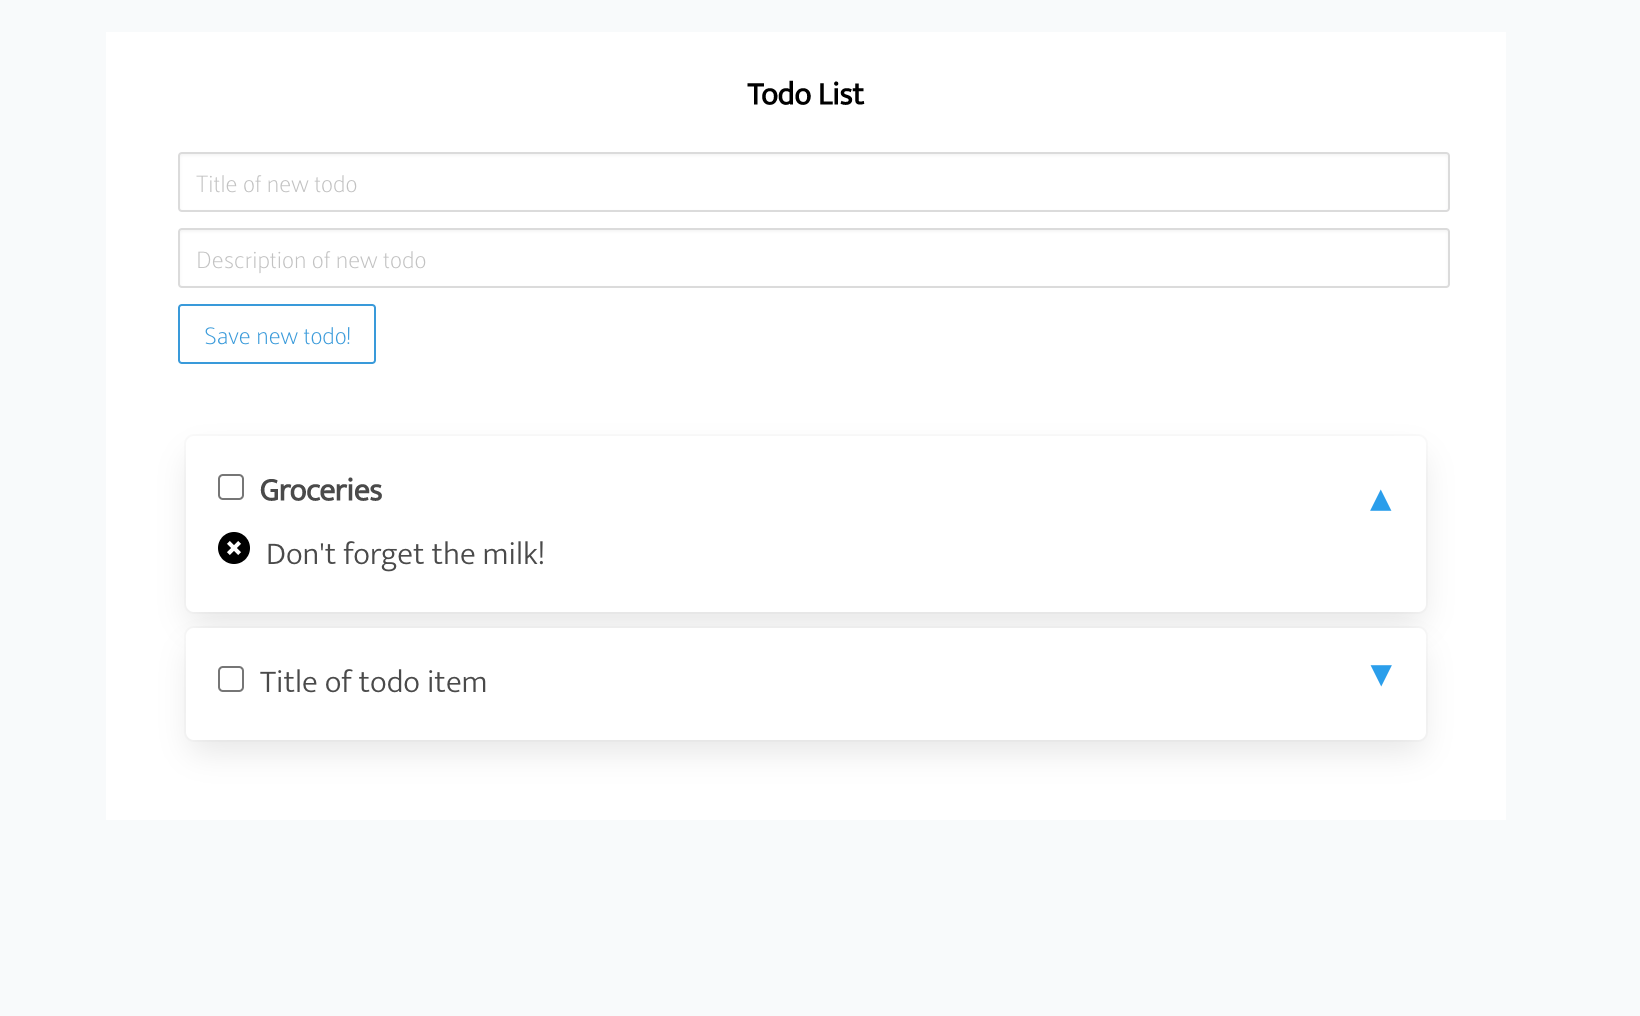 Todo List
Title of new todo
Description of new todo
Save new todo!
Groceries
Don't forget the milk!
Title of todo item